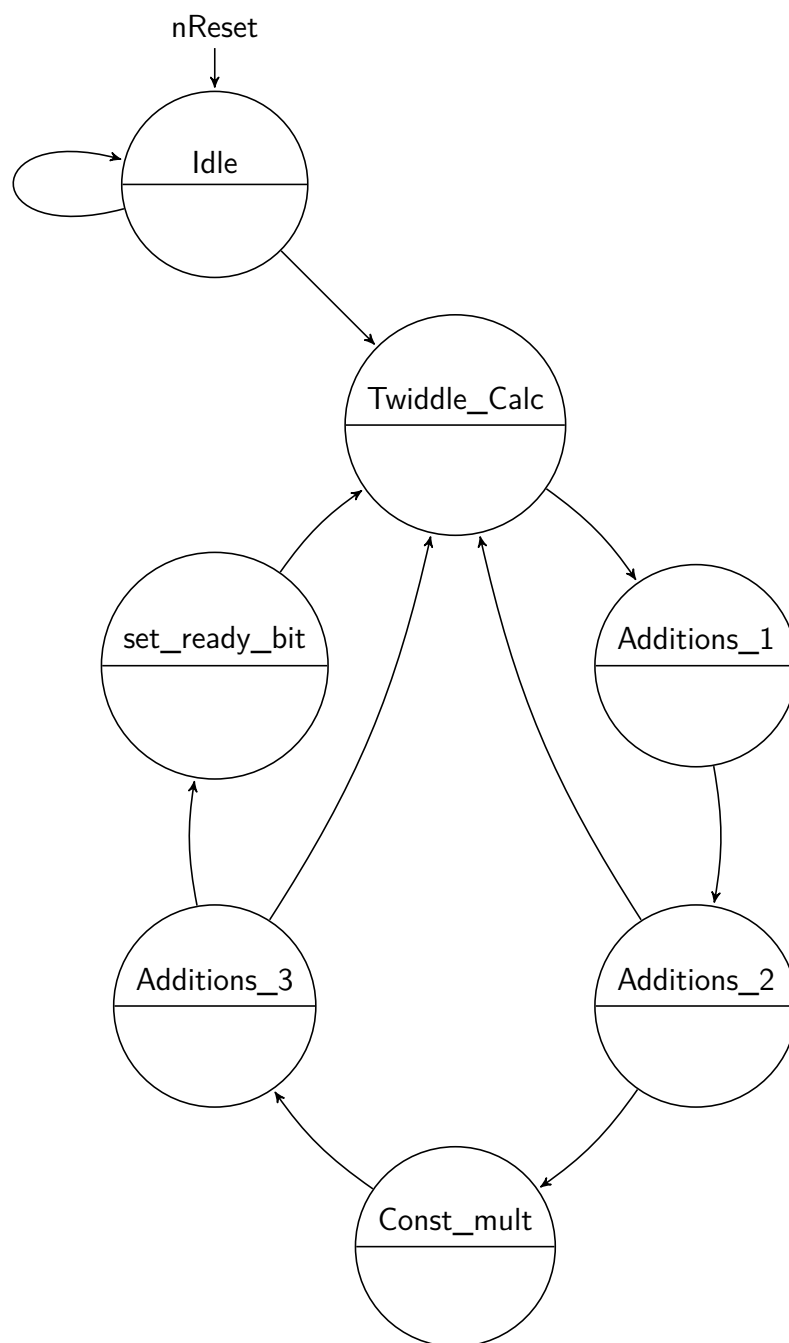 nReset
Idle
Twiddle_Calc
set_ready_bit
Additions_1
Additions_3
Additions_2
Const_mult